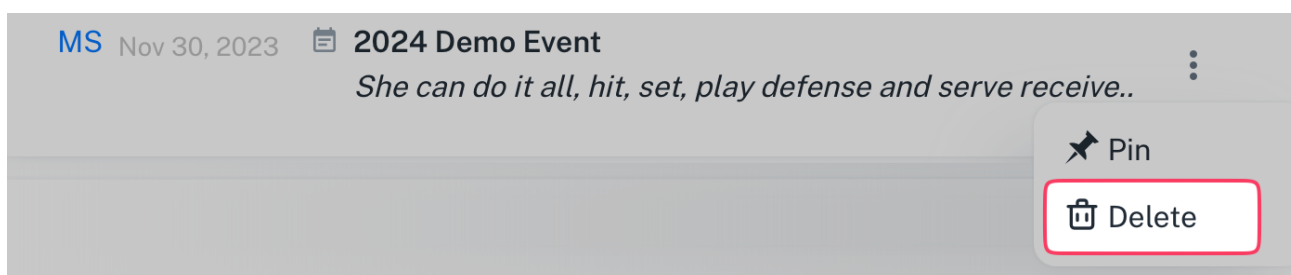 MS Nov 30, 2023 2024 Demo Event
She can do it all, hit, set, play defense and serve receive..
Pin
Delete